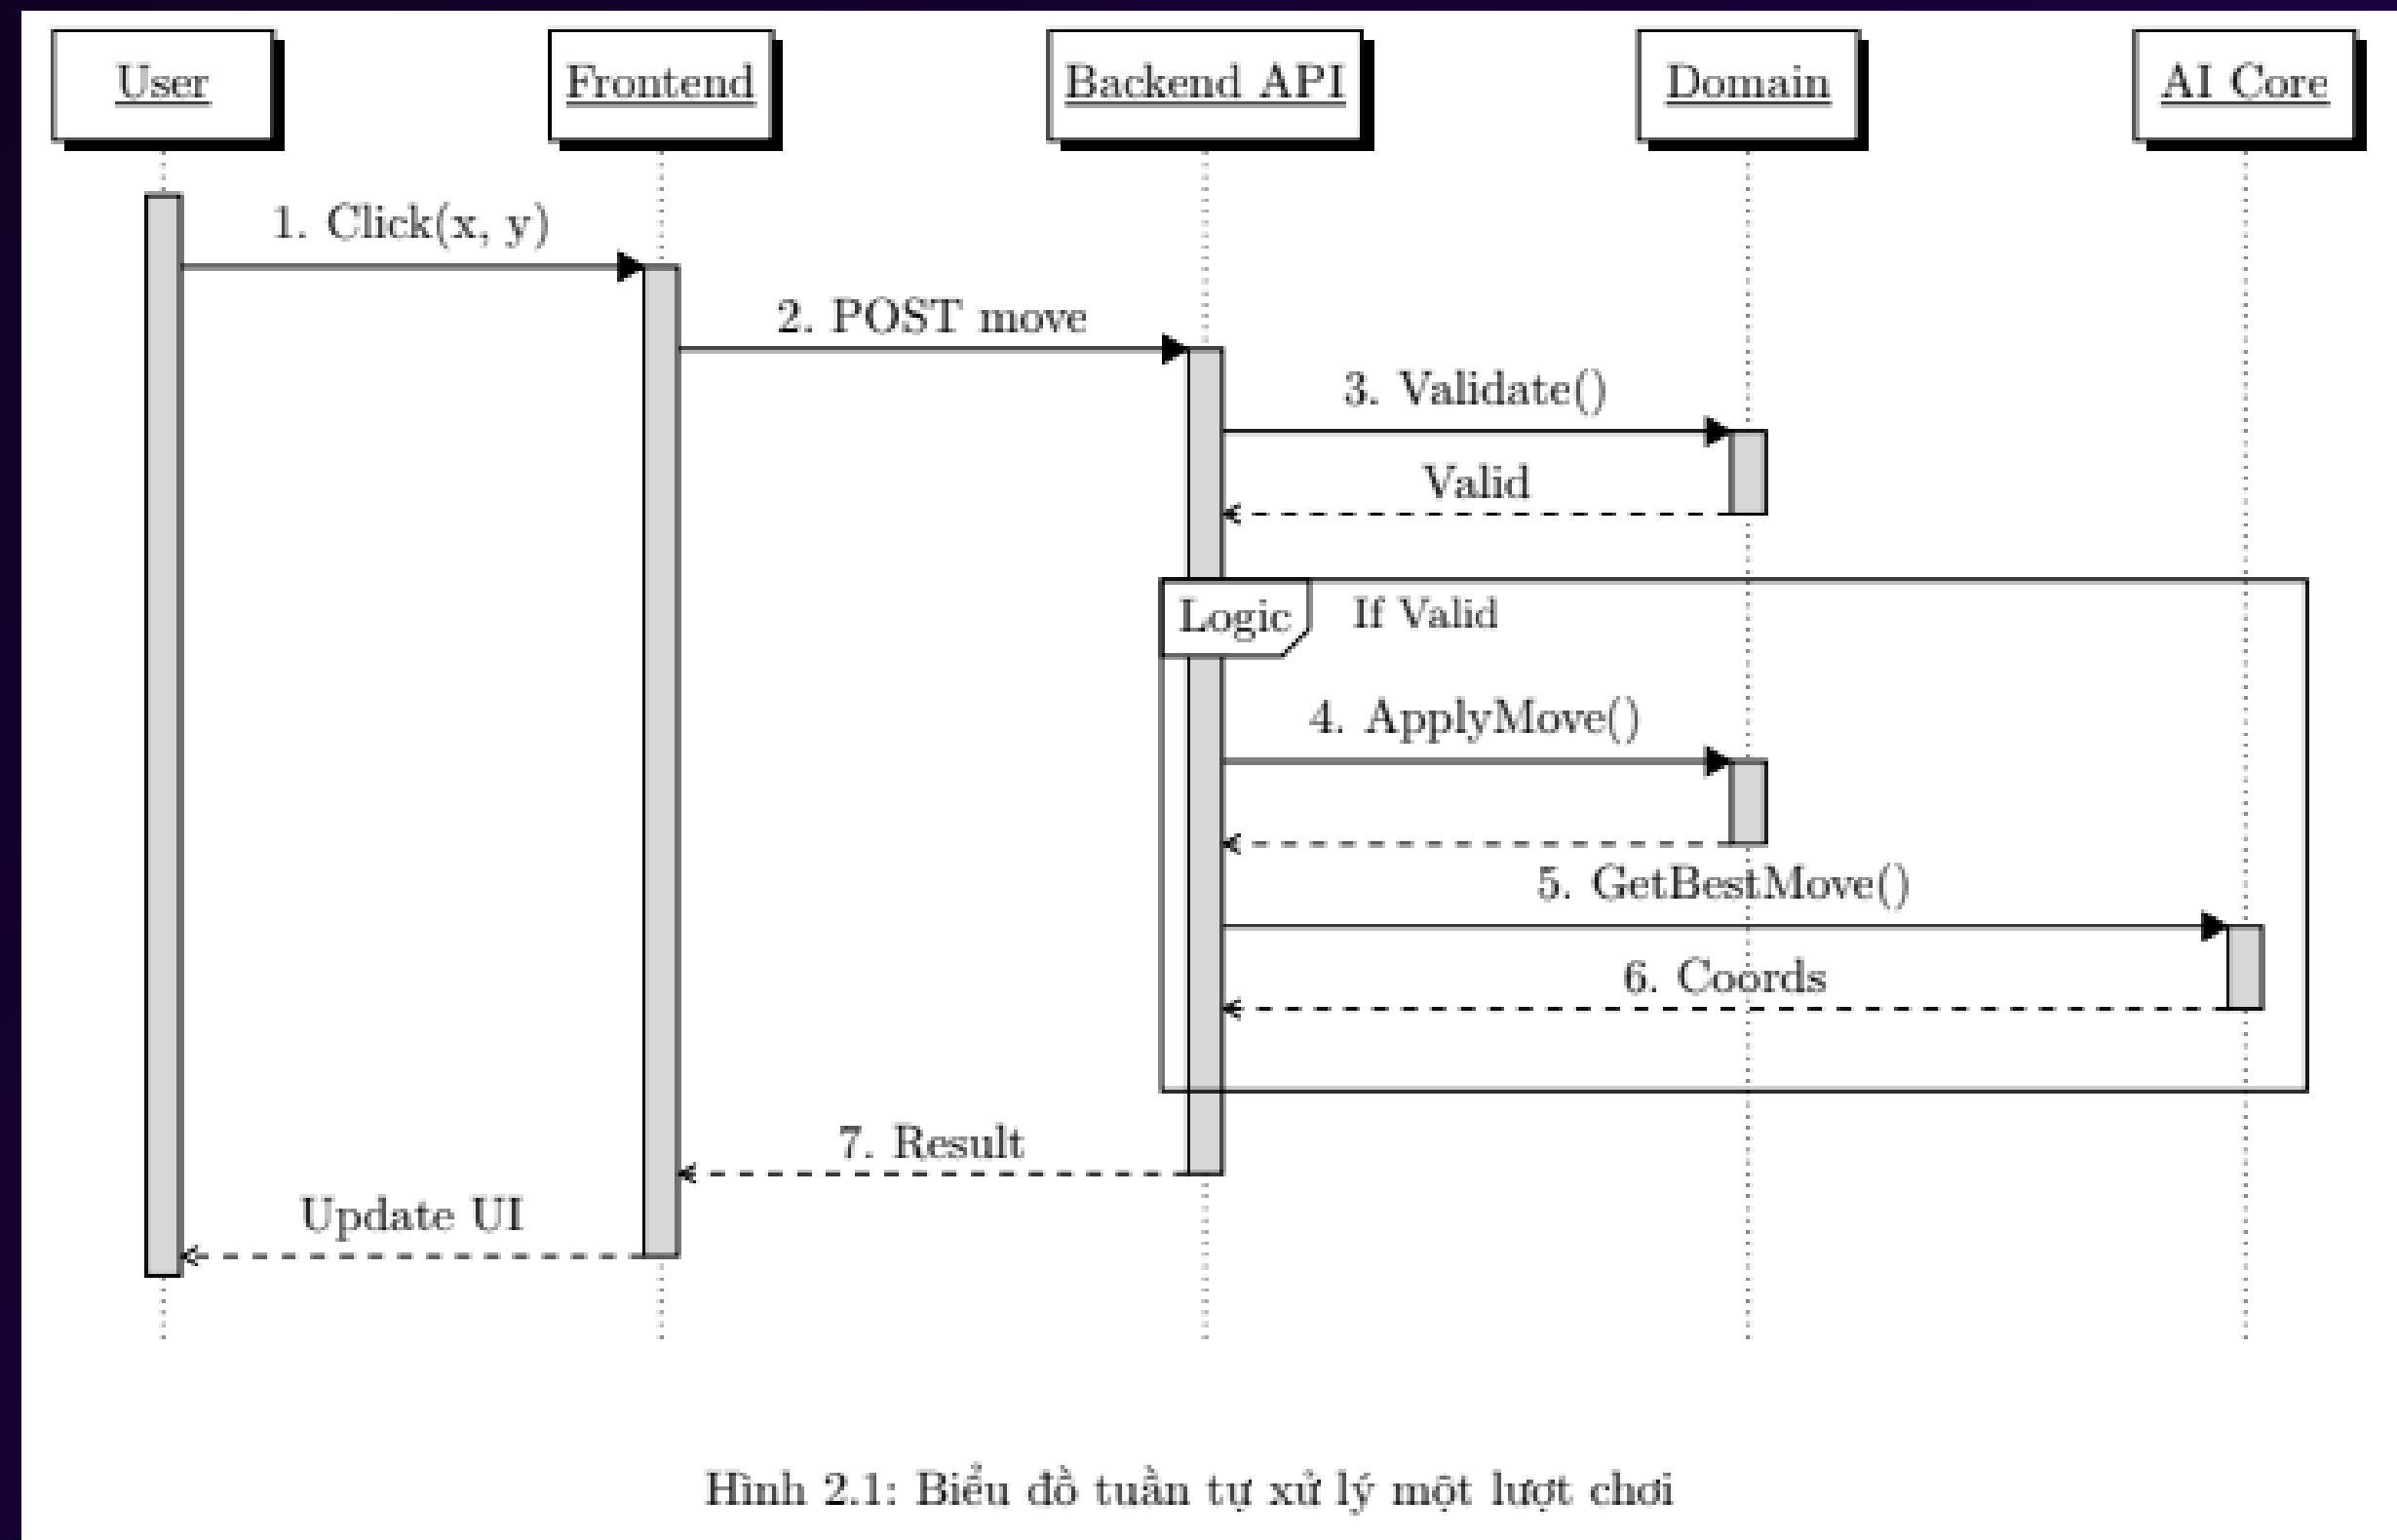 User
Frontend
Backend API
Domain
AI Core
1. Click(x, y)
2. POST move
3. Validate()
Valid
Logic
If Valid
4. ApplyMove()
5. GetBestMove()
6. Coords
7. Result
Update UI
Hình 2.1: Biểu đồ tuần tự xử lý một lượt chơi